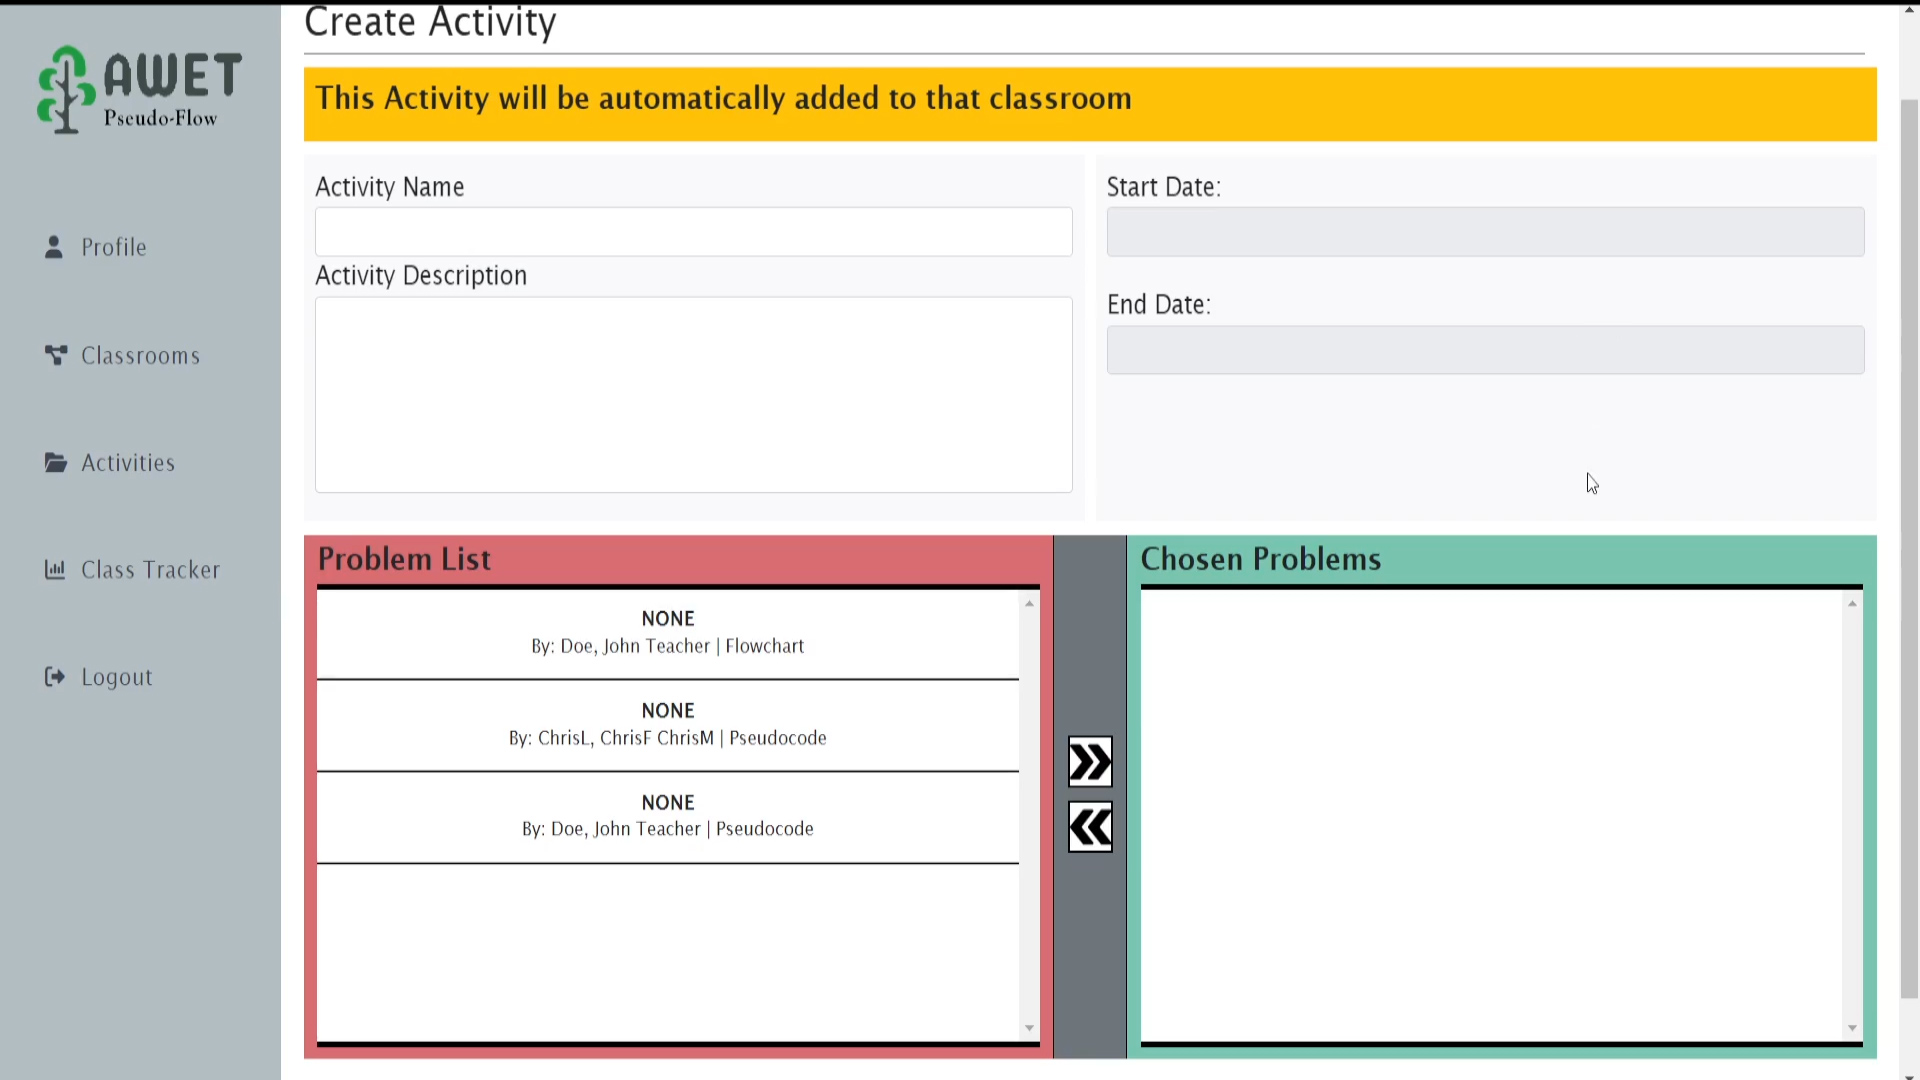 Create Activity
AWET
Pseudo-Flow
This Activity will be automatically added to that classroom
Activity Name
Start Date:
Profile
Activity Description
End Date:
Classrooms
Activities
Problem List
Chosen Problems
Class Tracker
NONE
By: Doe, John Teacher | Flowchart
Logout
NONE
By: ChrisL, ChrisF ChrisM | Pseudocode
NONE
By: Doe, John Teacher | Pseudocode